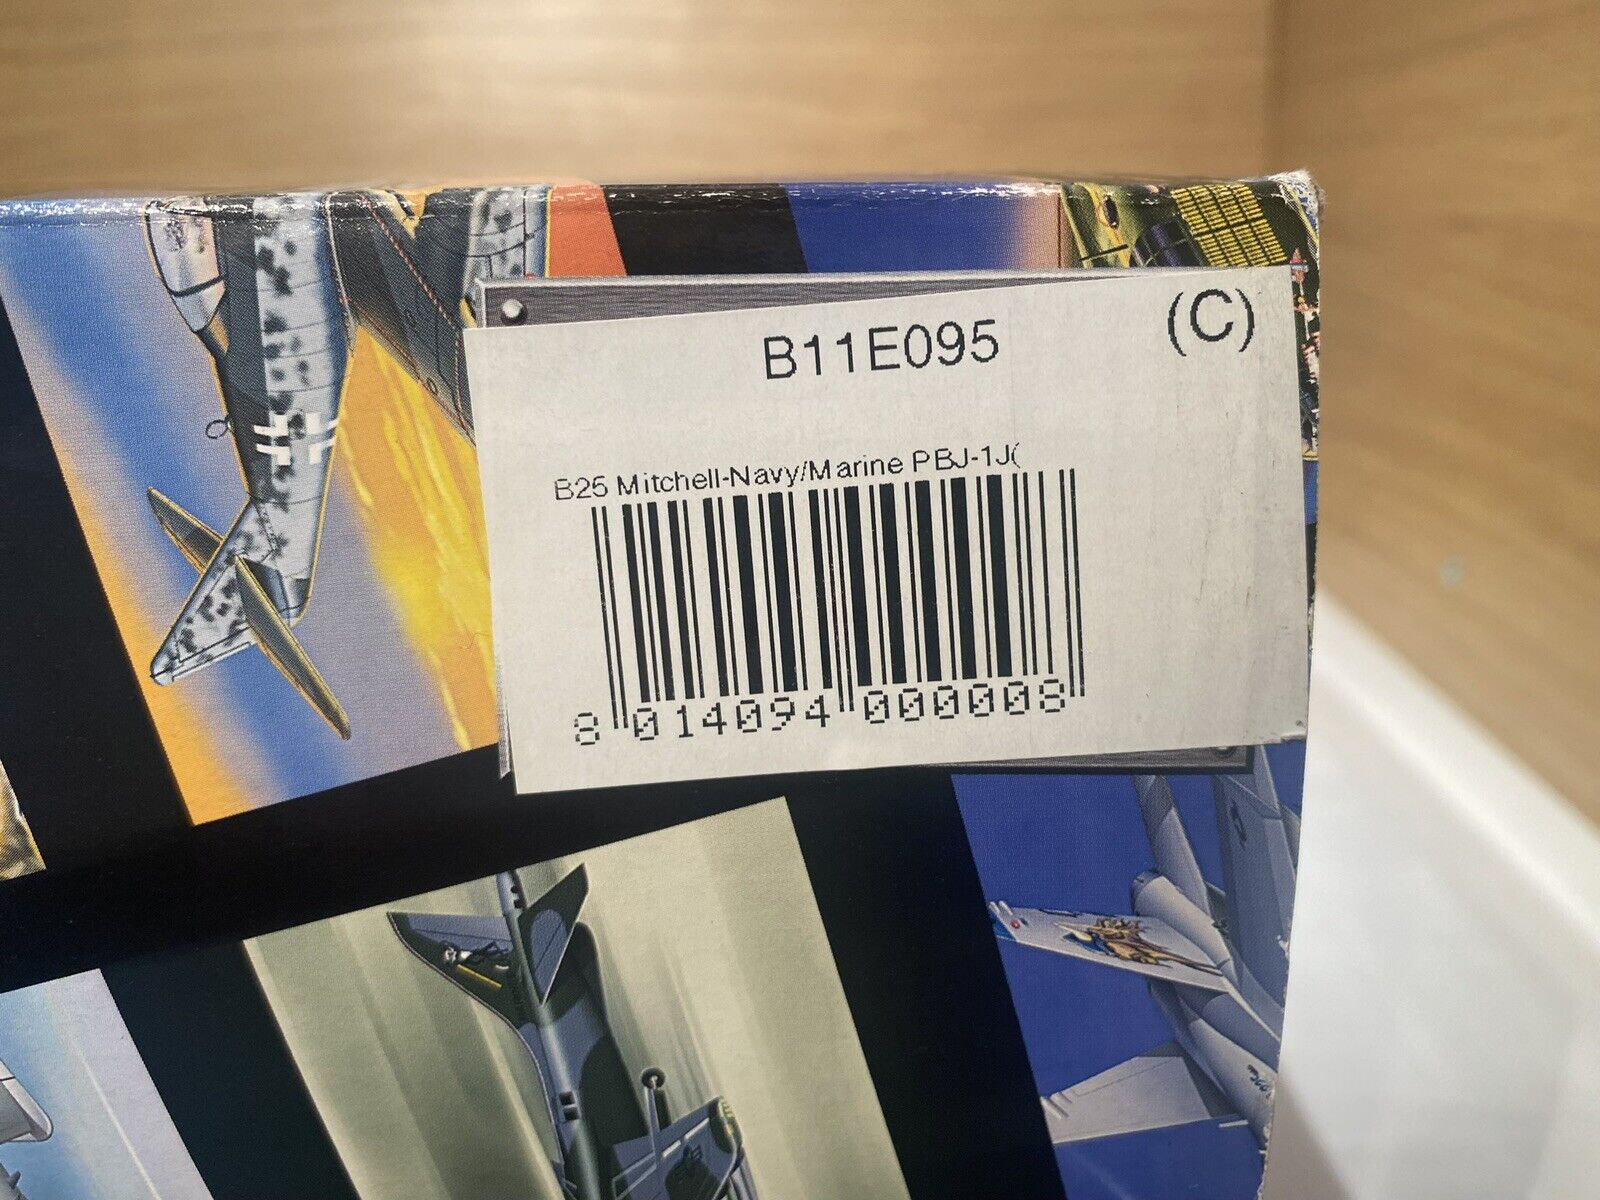 (C)
B11E095
B25 Mitchell-Navy/Marine PBJ-1J(
8 014094 000008